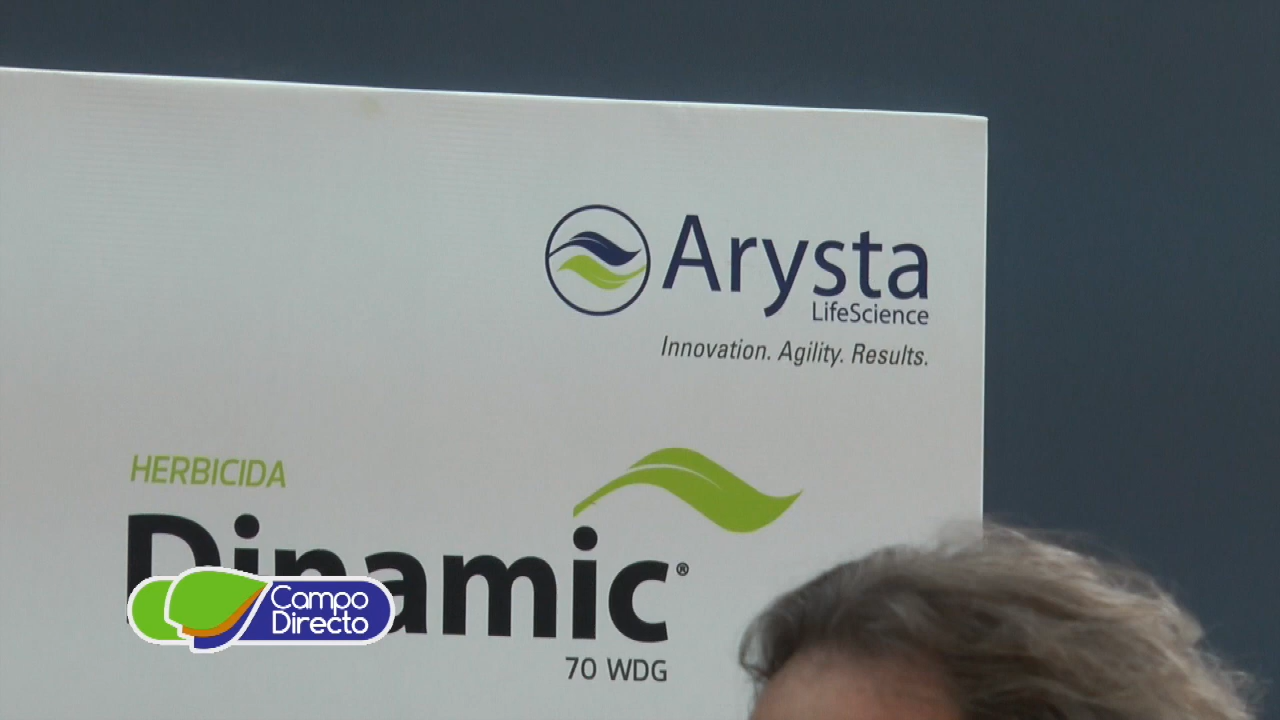 Arysta
LifeScience
Innovation. Agility. Results.
HERBICIDA
Dinamic®
70 WDG
Campo
Directo